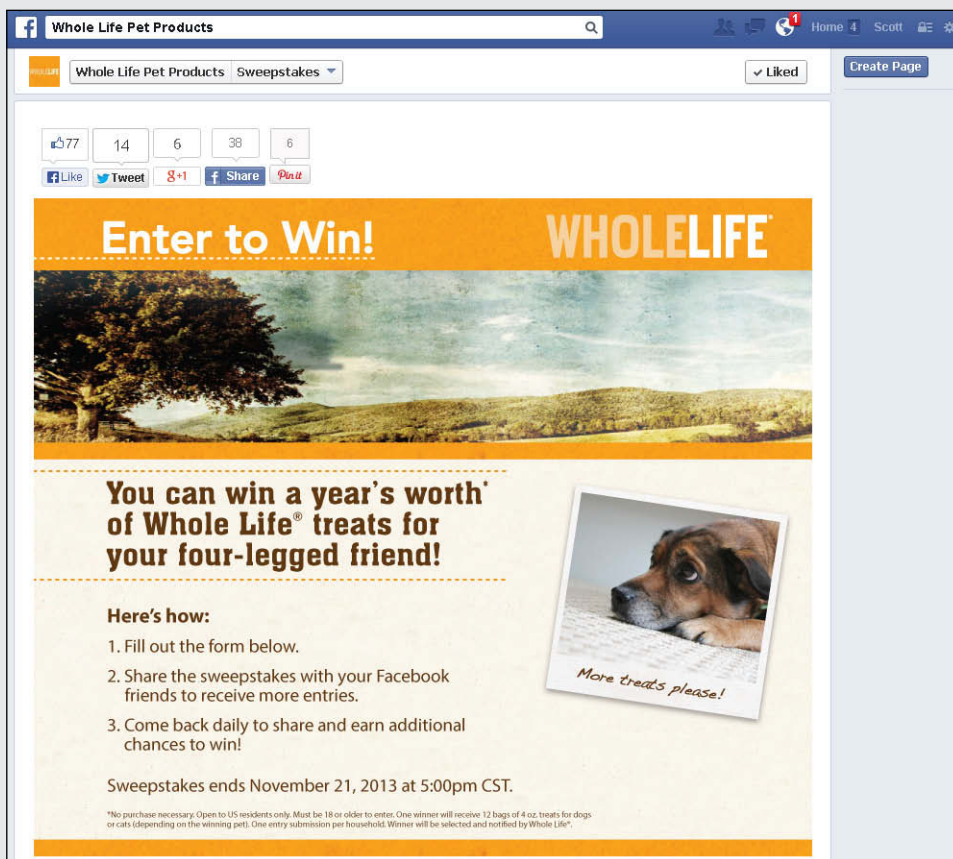 Whole Life Pet Products
1
Home 4 Scott
WHOLELIFE
Whole Life Pet Products Sweepstakes
✓ Liked
Create Page
77 14 6 38 6
Like Tweet g+1 f Share Pin it
Enter to Win!
WHOLELIFE®
You can win a year's worth*
of Whole Life® treats for
your four-legged friend!
Here's how:
1. Fill out the form below.
2. Share the sweepstakes with your Facebook
friends to receive more entries.
3. Come back daily to share and earn additional
chances to win!
More treats please!
Sweepstakes ends November 21, 2013 at 5:00pm CST.
*No purchase necessary. Open to US residents only. Must be 18 or older to enter. One winner will receive 12 bags of 4 oz. treats for dogs
or cats (depending on the winning pet). One entry submission per household. Winner will be selected and notified by Whole Life®.